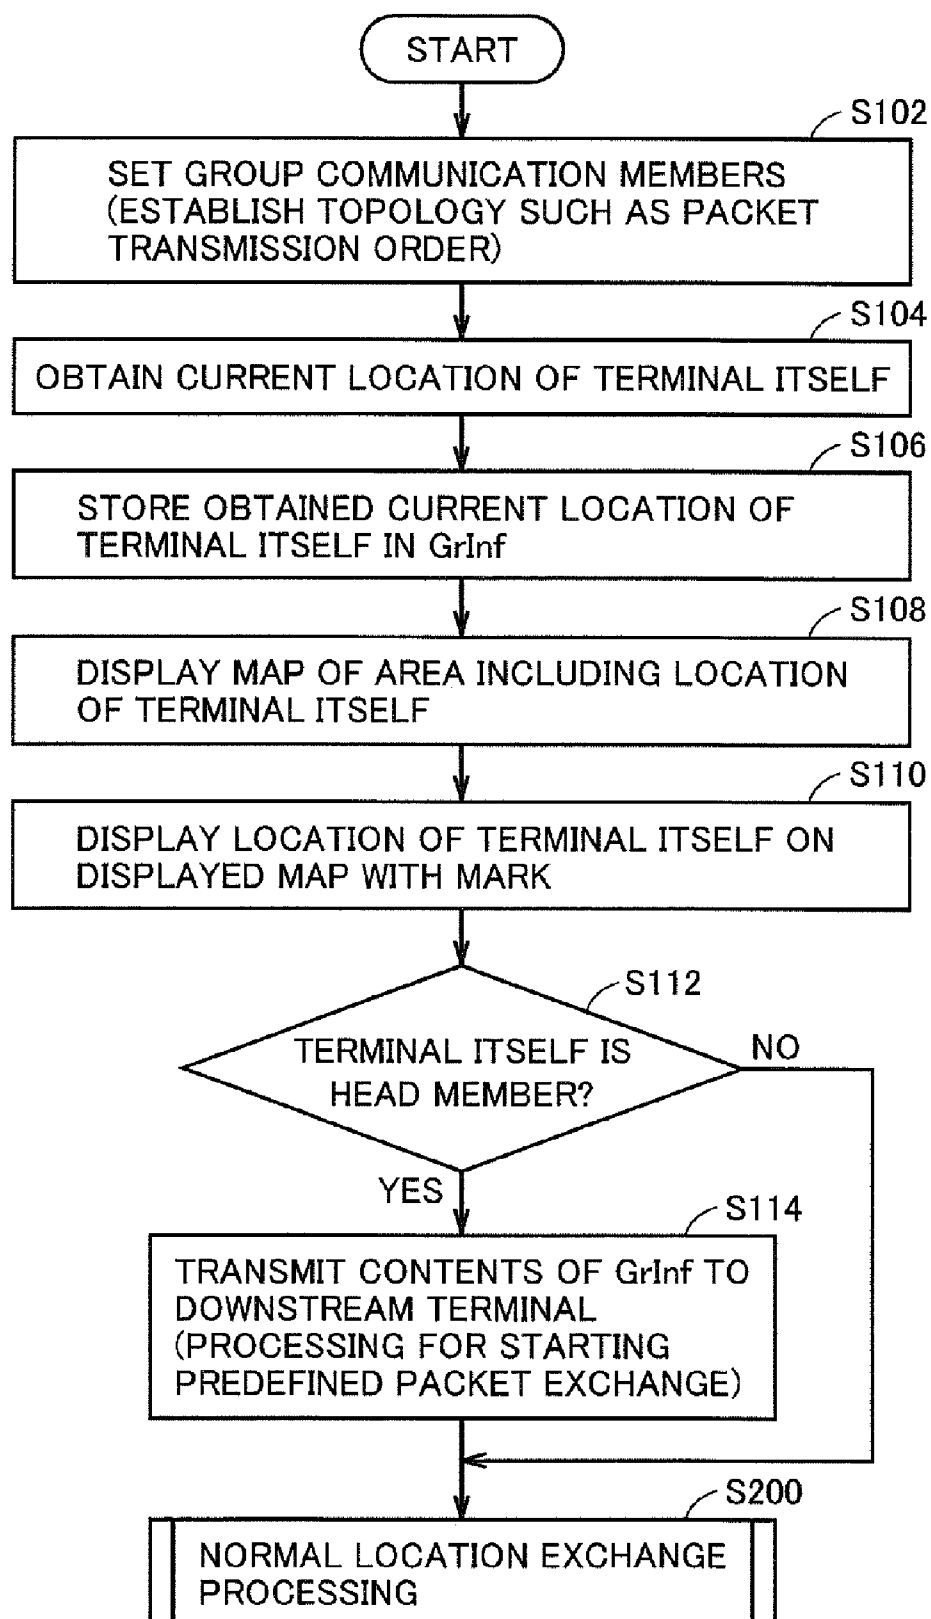 START
S102
SET GROUP COMMUNICATION MEMBERS
(ESTABLISH TOPOLOGY SUCH AS PACKET
TRANSMISSION ORDER)
S104
OBTAIN CURRENT LOCATION OF TERMINAL ITSELF
S106
STORE OBTAINED CURRENT LOCATION OF
TERMINAL ITSELF IN GrInf
S108
DISPLAY MAP OF AREA INCLUDING LOCATION
OF TERMINAL ITSELF
S110
DISPLAY LOCATION OF TERMINAL ITSELF ON
DISPLAYED MAP WITH MARK
S112
TERMINAL ITSELF IS
HEAD MEMBER?
NO
YES
S114
TRANSMIT CONTENTS OF GrInf TO
DOWNSTREAM TERMINAL
(PROCESSING FOR STARTING
PREDEFINED PACKET EXCHANGE)
S200
NORMAL LOCATION EXCHANGE
PROCESSING